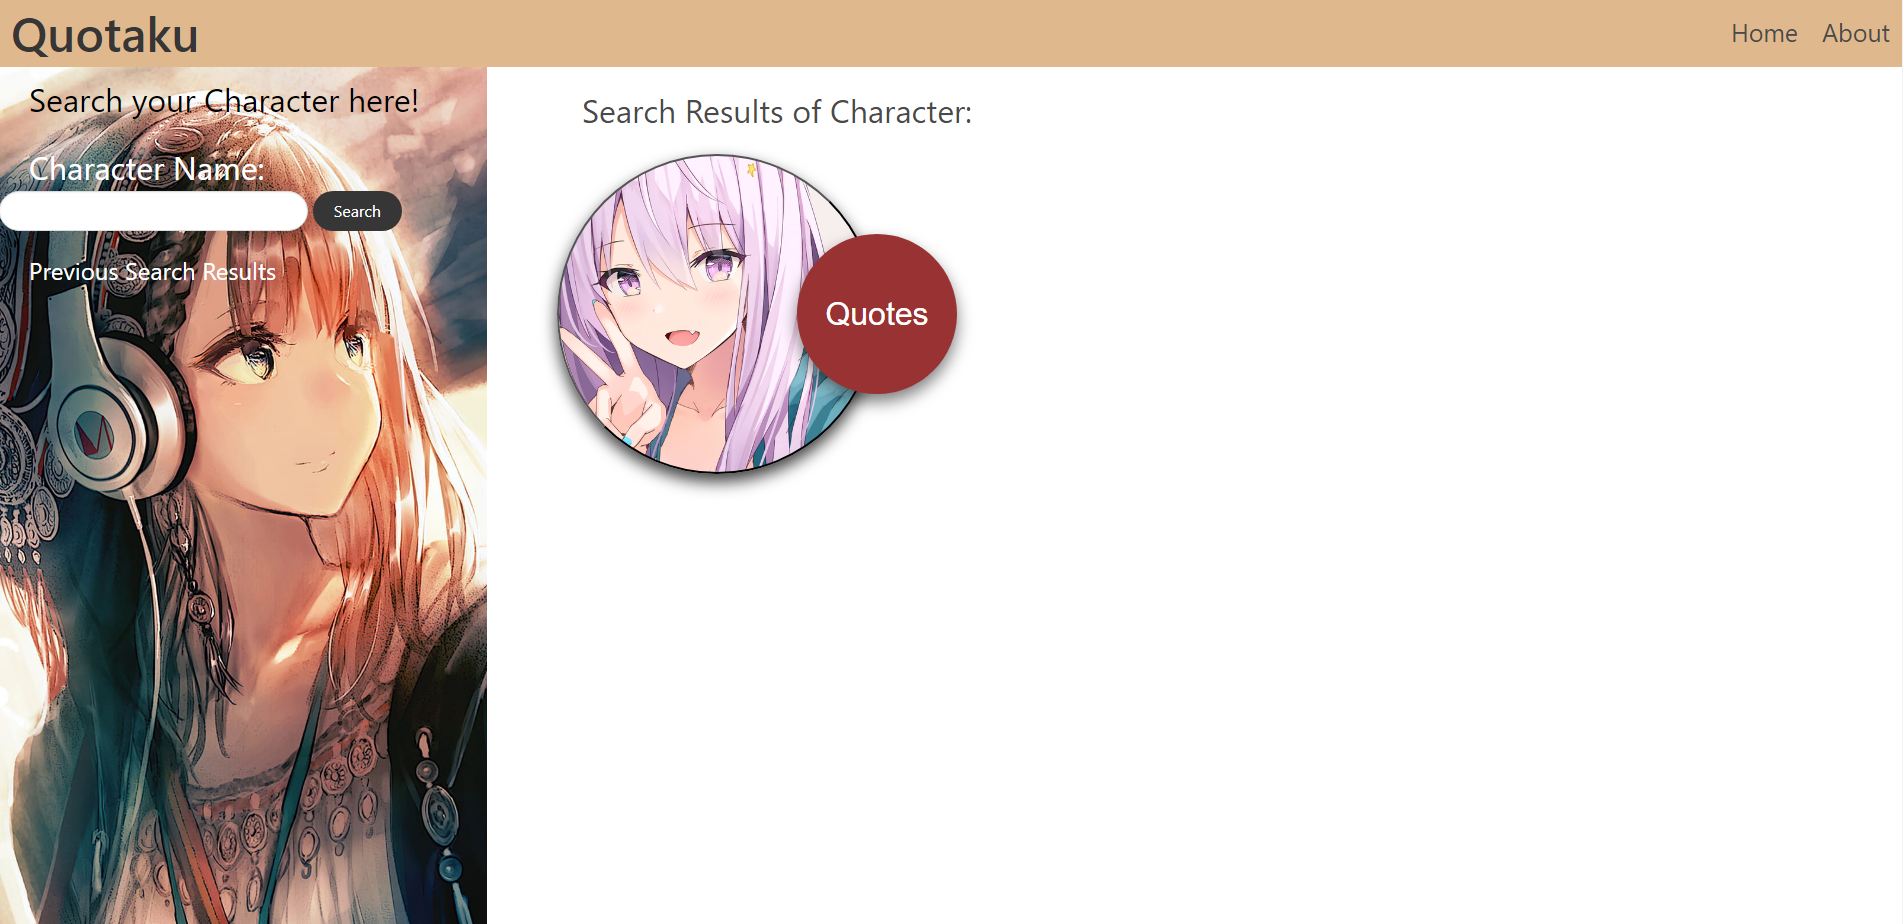 Quotaku
Home
About
Search your Character here!
Character Name:
Search
Previous Search Results
Search Results of Character:
Quotes